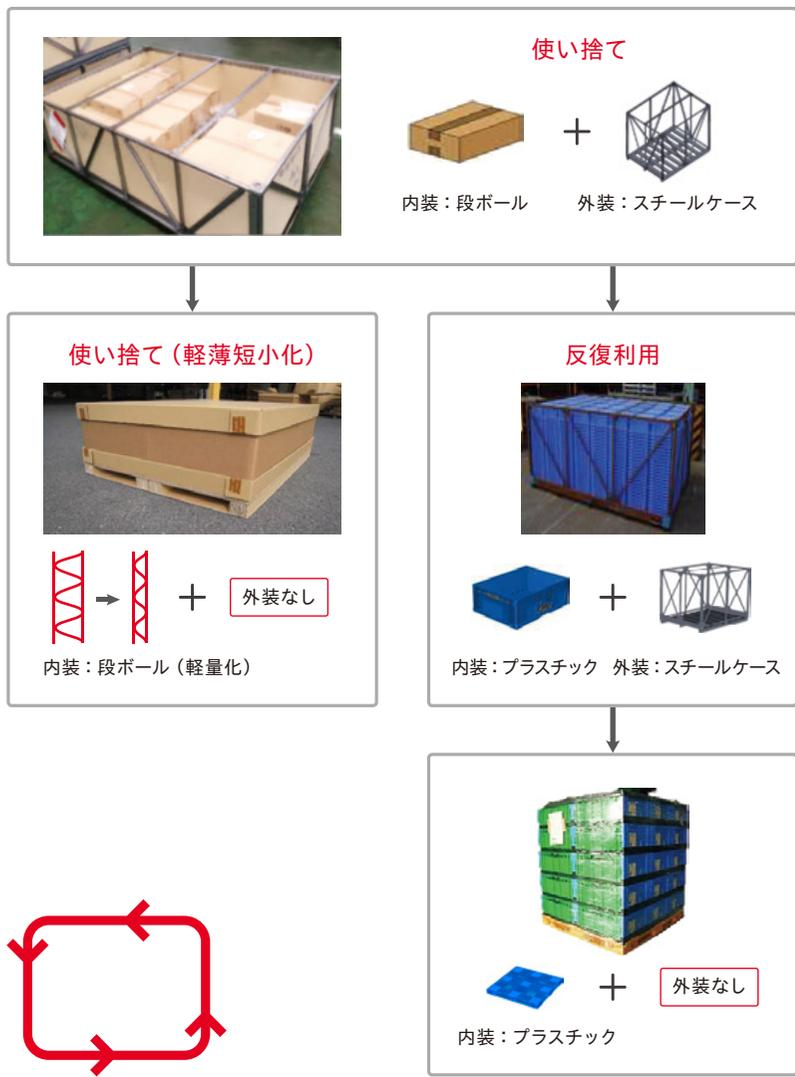 使い捨て
内装：段ボール
外装：スチールケース
使い捨て（軽薄短小化）
外装なし
内装：段ボール（軽量化）
反復利用
内装：プラスチック
外装：スチールケース
外装なし
内装：プラスチック